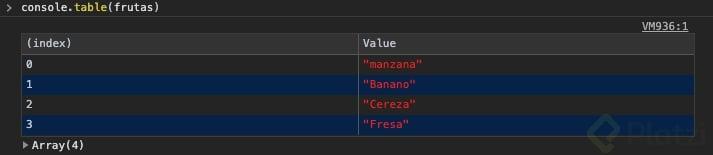 > console.table(frutas)
VM936:1
(index) Value
0 "manzana"
1 "Banano"
2 "Cereza"
3 "Fresa"
▶ Array(4)
Platzi